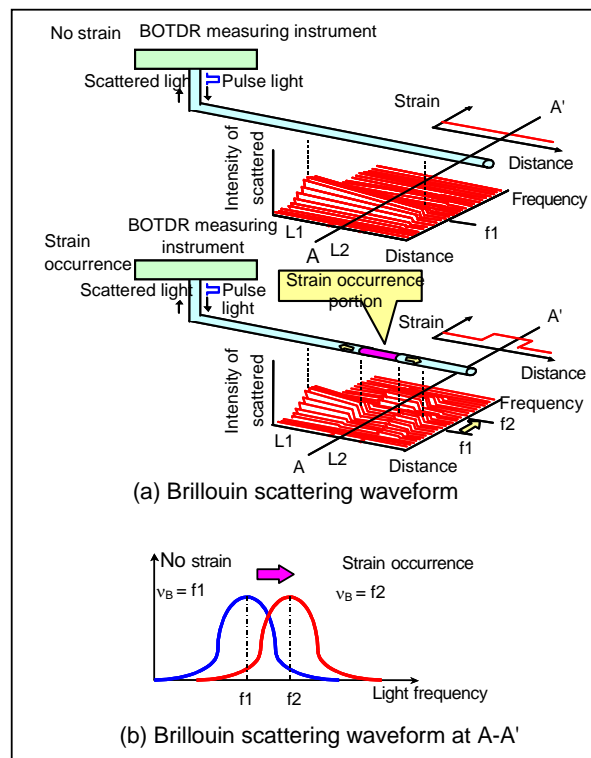 No strain
BOTDR measuring instrument
Scattered light
Pulse light
Strain
A'
Distance
Intensity of
scattered
Frequency
L1
f1
A
L2
Distance
Strain
occurrence
BOTDR measuring
instrument
Scattered light
Pulse
light
Strain occurrence
portion
Strain
A'
Distance
Intensity of
scattered
Frequency
f2
f1
L1
A
L2
Distance
(a) Brillouin scattering waveform
No strain
Strain occurrence
νB = f1
νB = f2
f1
f2
Light frequency
(b) Brillouin scattering waveform at A-A'